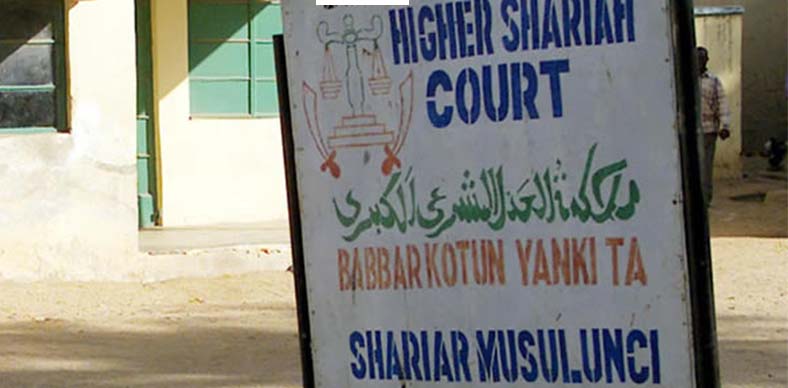 HIGHER SHARIAH
COURT
محكمة العدل الشرعي الكبرى
BABBAR KOTUN YANKI TA
SHARIAR MUSULUNCI